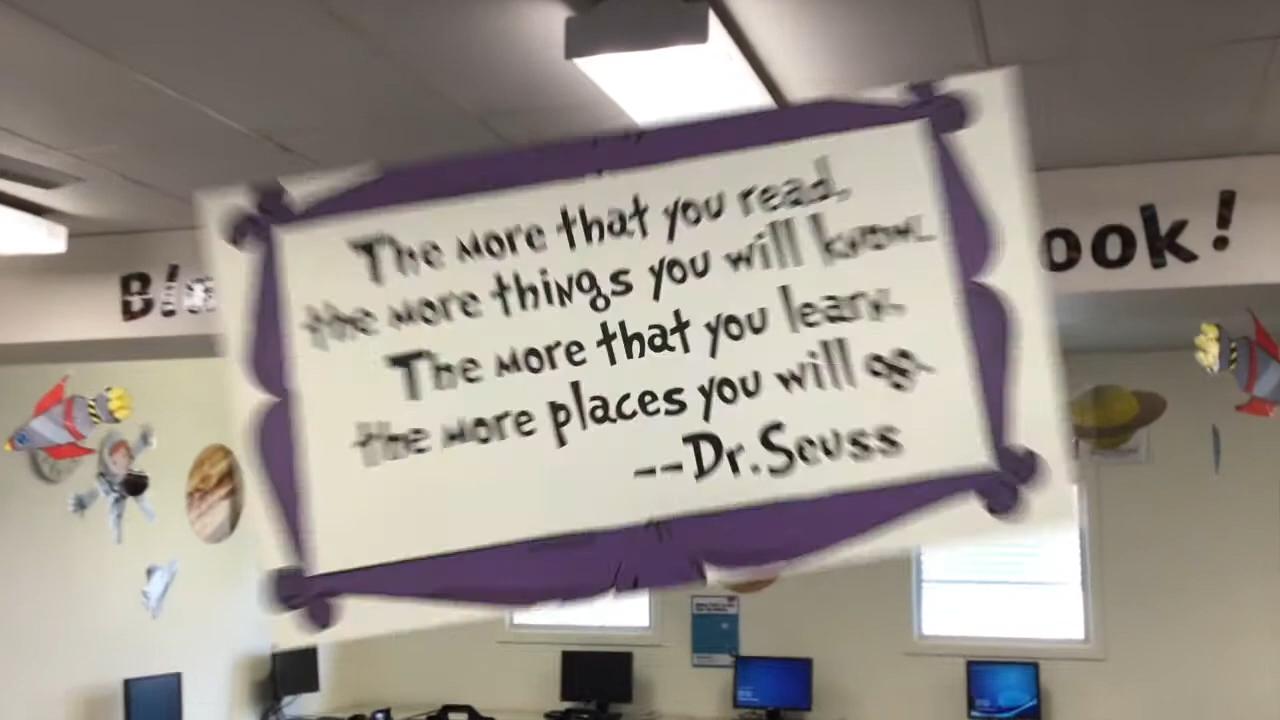 The more that you read,
the more things you will know.
The more that you learn,
the more places you will go.
--Dr. Seuss
ook!